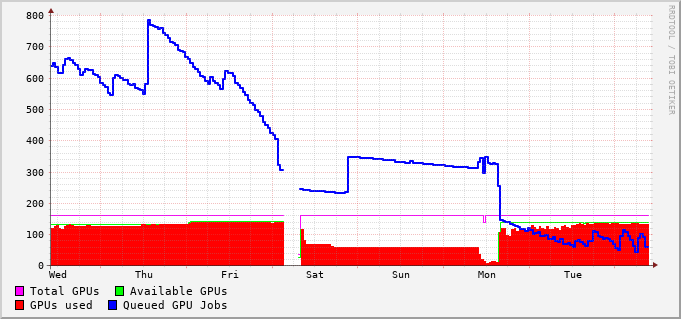 800
700
600
500
400
300
200
100
0
Wed Thu Fri Sat Sun Mon Tue
Total GPUs Available GPUs
GPUs used Queued GPU Jobs
RRDTOOL / TOBI OETIKER